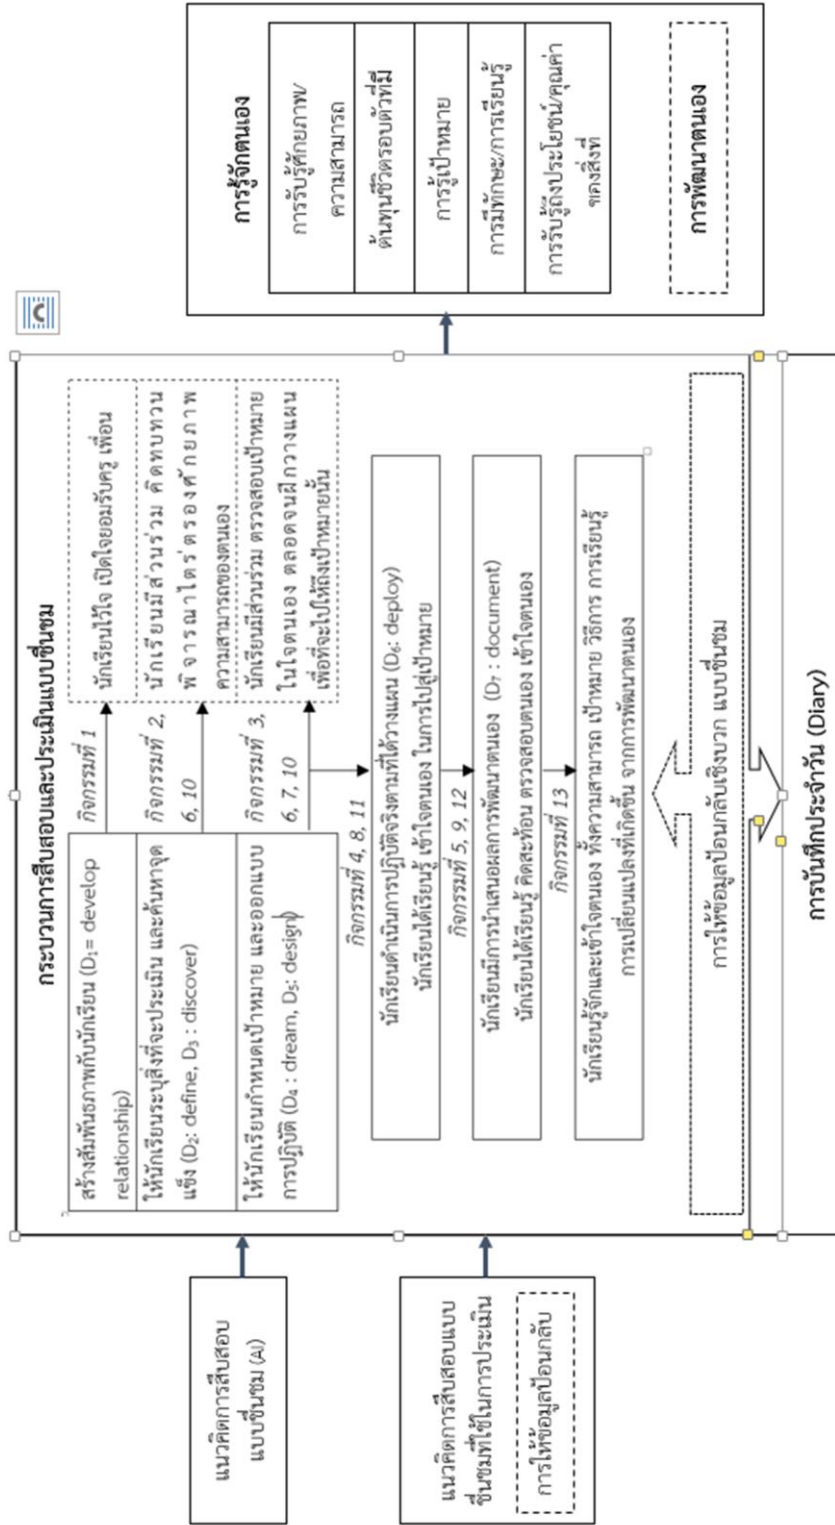 แนวคิดการสืบสอบ
แบบชื่นชม (AI)
แนวคิดการสืบสอบแบบ
ชื่นชมที่ใช้ในการประเมิน
การให้ข้อมูลป้อนกลับ
กระบวนการสืบสอบและประเมินแบบชื่นชม
สร้างสัมพันธภาพกับนักเรียน (D₁= develop
relationship)
กิจกรรมที่ 1
นักเรียนไว้ใจ เปิดใจยอมรับครู เพื่อน
ให้นักเรียนระบุสิ่งที่จะประเมิน และค้นหาจุด
แข็ง (D₂: define, D₃ : discover)
กิจกรรมที่ 2,
6, 10
นักเรียนมีส่วนร่วม คิดทบทวน
พิจารณาไตร่ตรองศักยภาพ
ความสามารถของตนเอง
ให้นักเรียนกำหนดเป้าหมาย และออกแบบ
การปฏิบัติ (D₄ : dream, D₅: design)
กิจกรรมที่ 3,
6, 7, 10
นักเรียนมีส่วนร่วม ตรวจสอบเป้าหมาย
ในใจตนเอง ตลอดจนฝึกวางแผน
เพื่อที่จะไปให้ถึงเป้าหมายนั้น
กิจกรรมที่ 4, 8, 11
นักเรียนดำเนินการปฏิบัติจริงตามที่ได้วางแผน (D₆: deploy)
นักเรียนได้เรียนรู้ เข้าใจตนเอง ในการไปสู่เป้าหมาย
กิจกรรมที่ 5, 9, 12
นักเรียนมีการนำเสนอผลการพัฒนาตนเอง (D₇ : document)
นักเรียนได้เรียนรู้ คิดสะท้อน ตรวจสอบตนเอง เข้าใจตนเอง
กิจกรรมที่ 13
นักเรียนรู้จักและเข้าใจตนเอง ทั้งความสามารถ เป้าหมาย วิธีการ การเรียนรู้
การเปลี่ยนแปลงที่เกิดขึ้น จากการพัฒนาตนเอง
การให้ข้อมูลป้อนกลับเชิงบวก แบบชื่นชม
การบันทึกประจำวัน (Diary)
การรู้จักตนเอง
การรับรู้ศักยภาพ/
ความสามารถ
ต้นทุนชีวิตรอบตัวที่มี
การรู้เป้าหมาย
การมีทักษะ/การเรียนรู้
การรับรู้ถึงประโยชน์/คุณค่า
ของสิ่งที่
การพัฒนาตนเอง